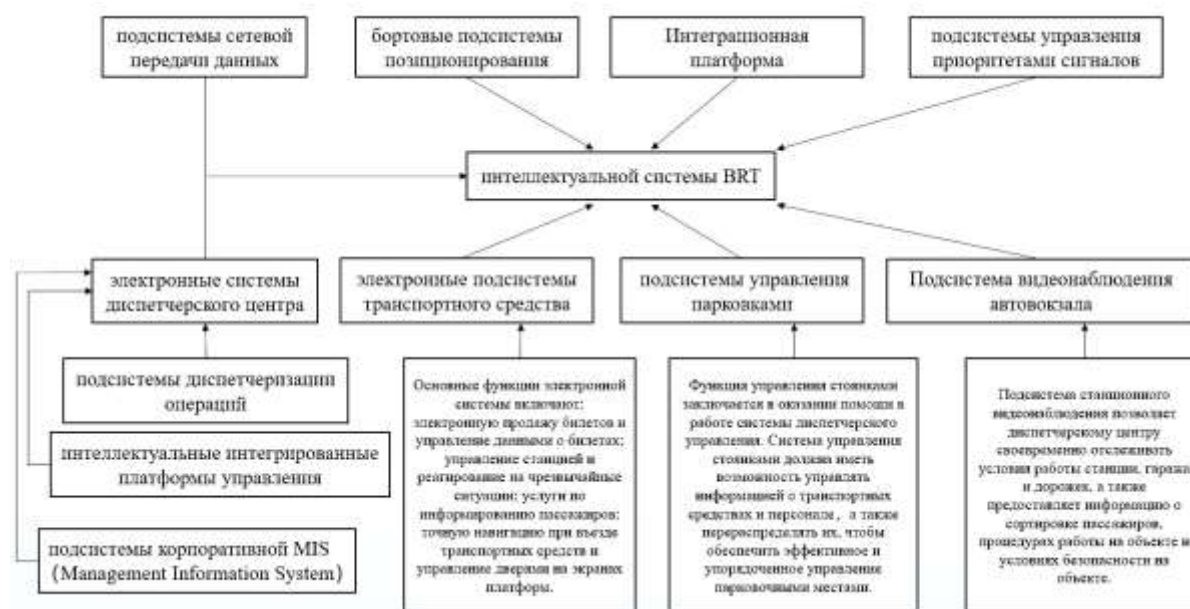 подсистемы сетевой
передачи данных
бортовые подсистемы
позиционирования
Интеграционная
платформа
подсистемы управления
приоритетами сигналов
интеллектуальной системы BRT
электронные системы
диспетчерского центра
электронные подсистемы
транспортного средства
подсистемы управления
парковками
Подсистема видеонаблюдения
автовокзала
подсистемы диспетчеризации
операций
интеллектуальные интегрированные
платформы управления
подсистемы корпоративной MIS
(Management Information System)
Основные функции электронной
системы включают:
электронную продажу билетов и
управление данными о билетах;
управление станцией и
реагирование на чрезвычайные
ситуации; услуги по
информированию пассажиров;
точную навигацию при въезде
транспортных средств и
управление дверями на экранах
платформ.
Функция управления стоянками
заключается в оказании помощи в
работе системы диспетчерского
управления. Система управления
стоянками должна иметь
возможность управлять
информацией о транспортных
средствах и персонале, а также
перераспределять их, чтобы
обеспечить эффективное и
упорядоченное управление
парковочными местами.
Подсистема станционного
видеонаблюдения позволяет
диспетчерскому центру
своевременно отслеживать
условия работы станции, гаража
и дорожек, а также
предоставляет информацию о
сортировке пассажиров,
процедурах работы на объекте и
условиях безопасности на
объекте.